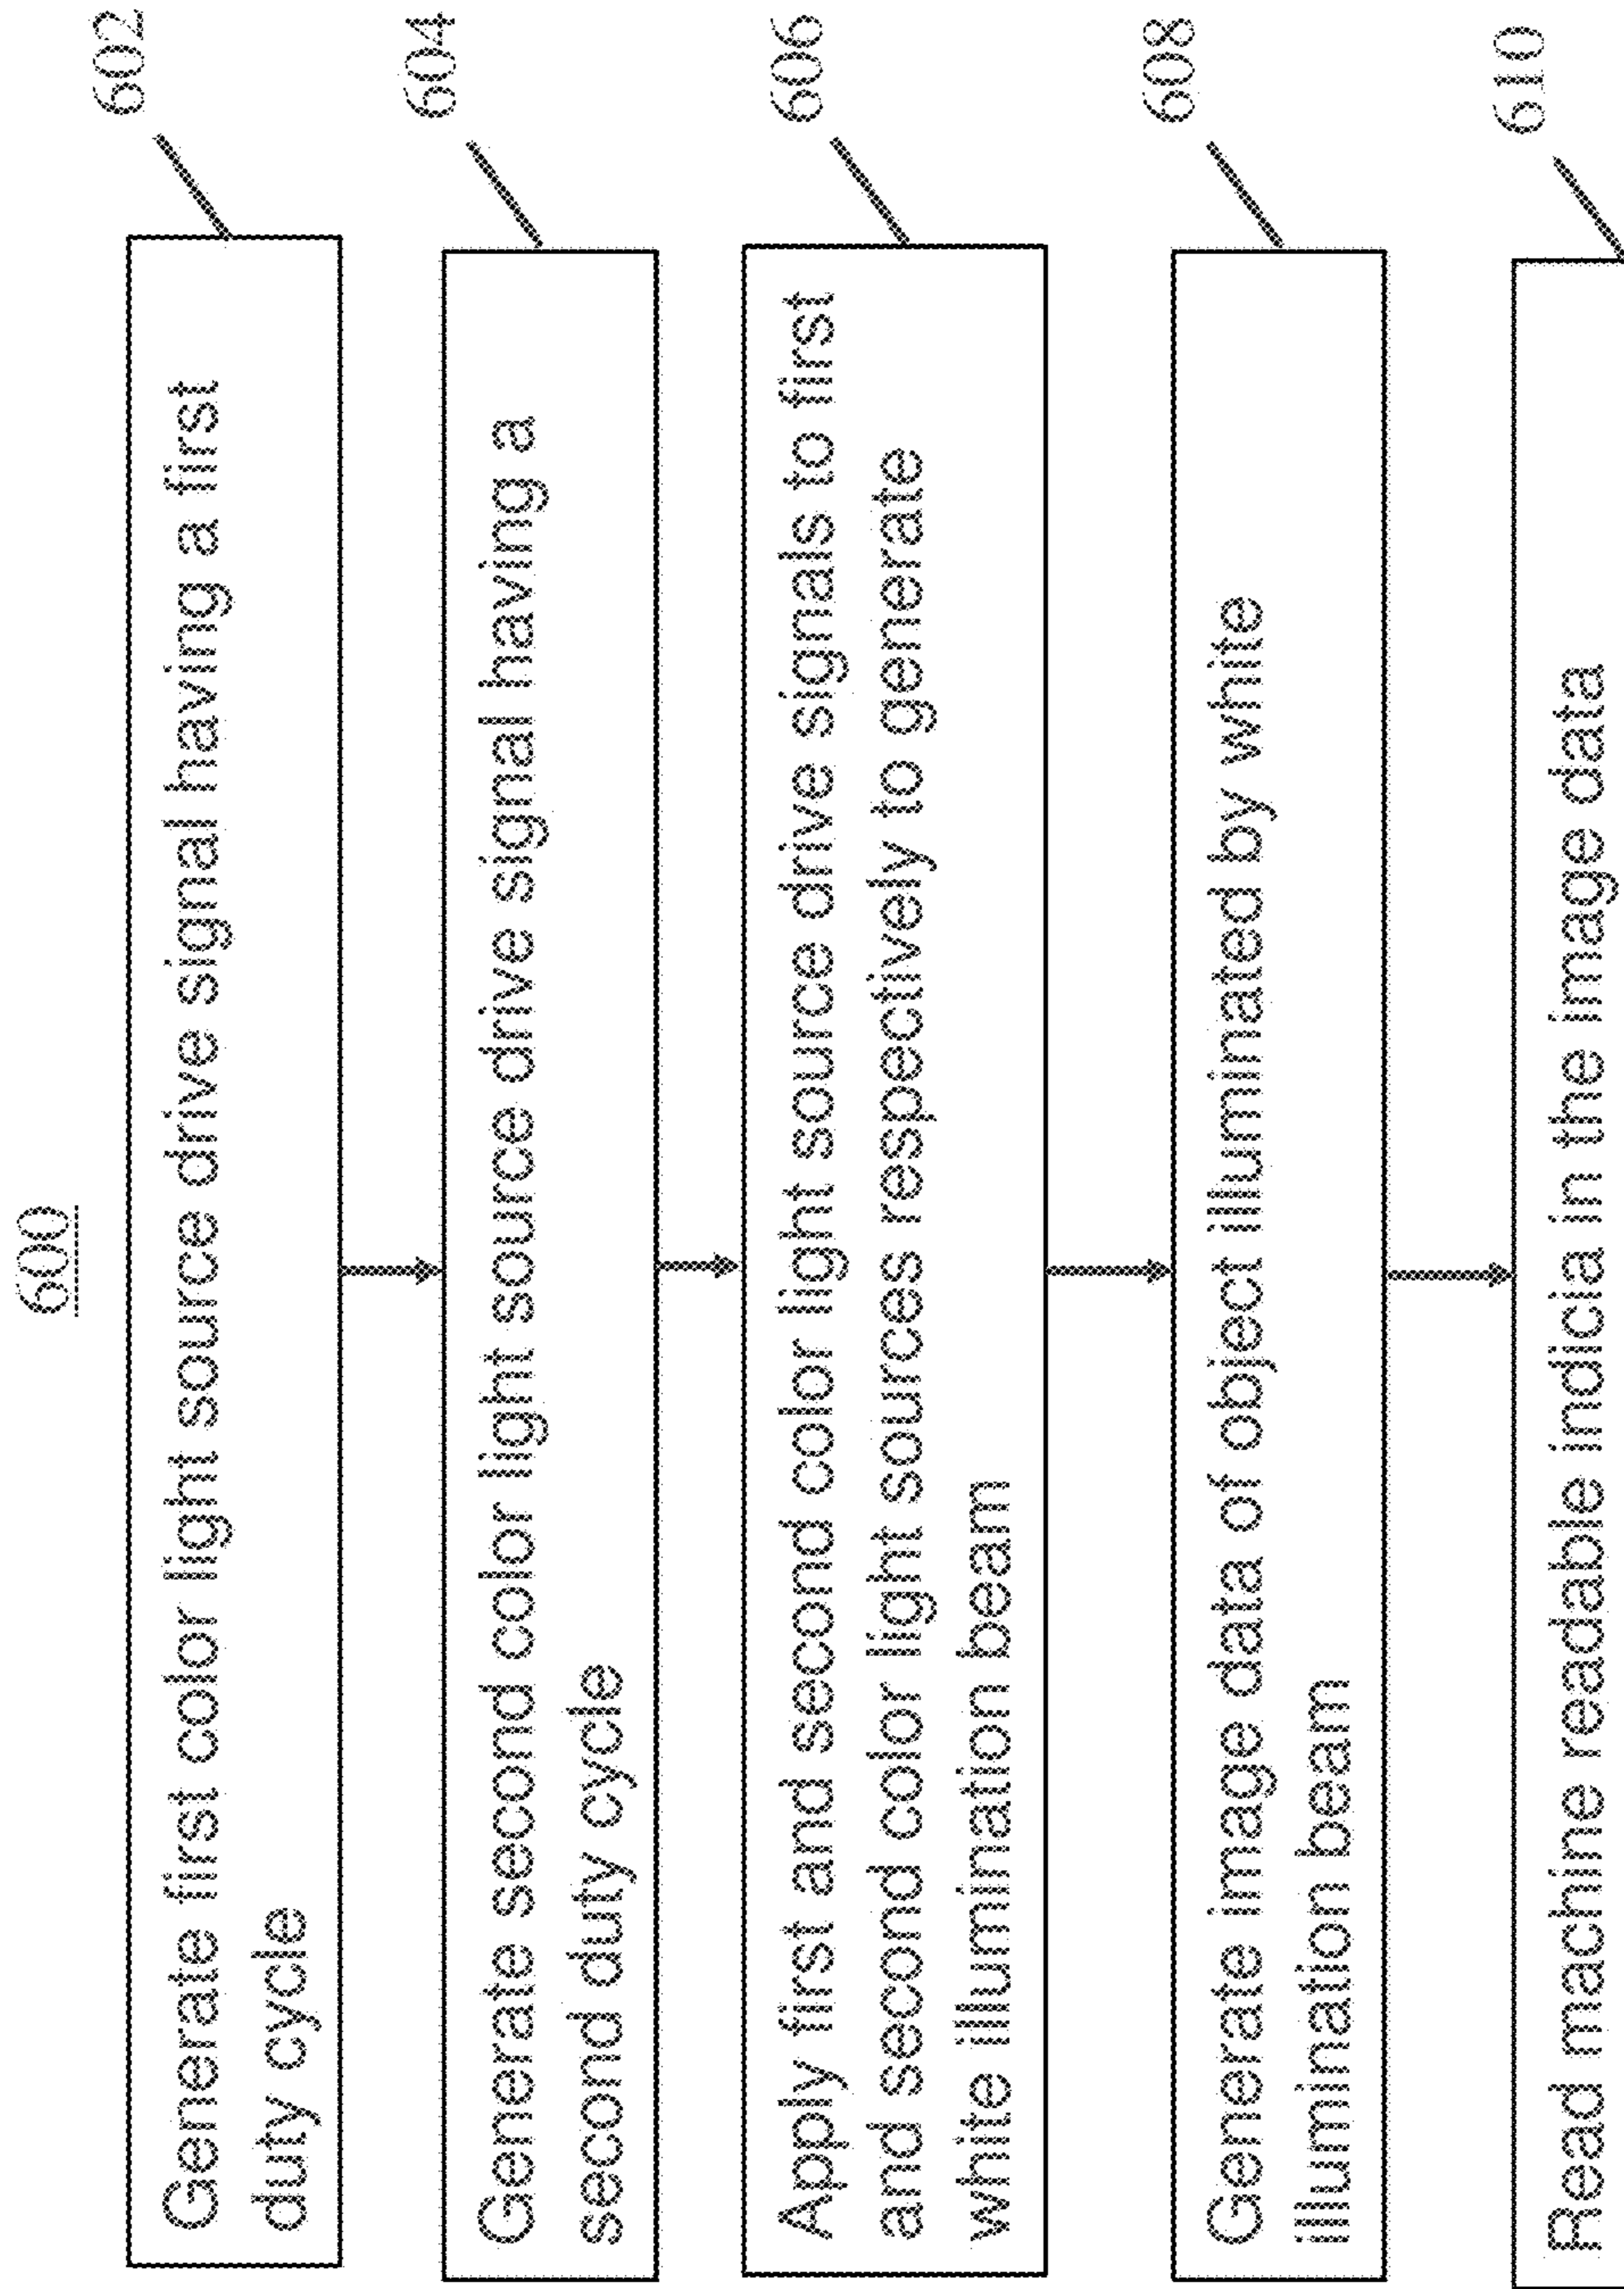 600
Generate first color light source drive signal having a first
duty cycle
602
Generate second color light source drive signal having a
second duty cycle
604
Apply first and second color light source drive signals to first
and second color light sources respectively to generate
white illumination beam
606
Generate image data of object illuminated by white
illumination beam
608
Read machine readable indicia in the image data
610